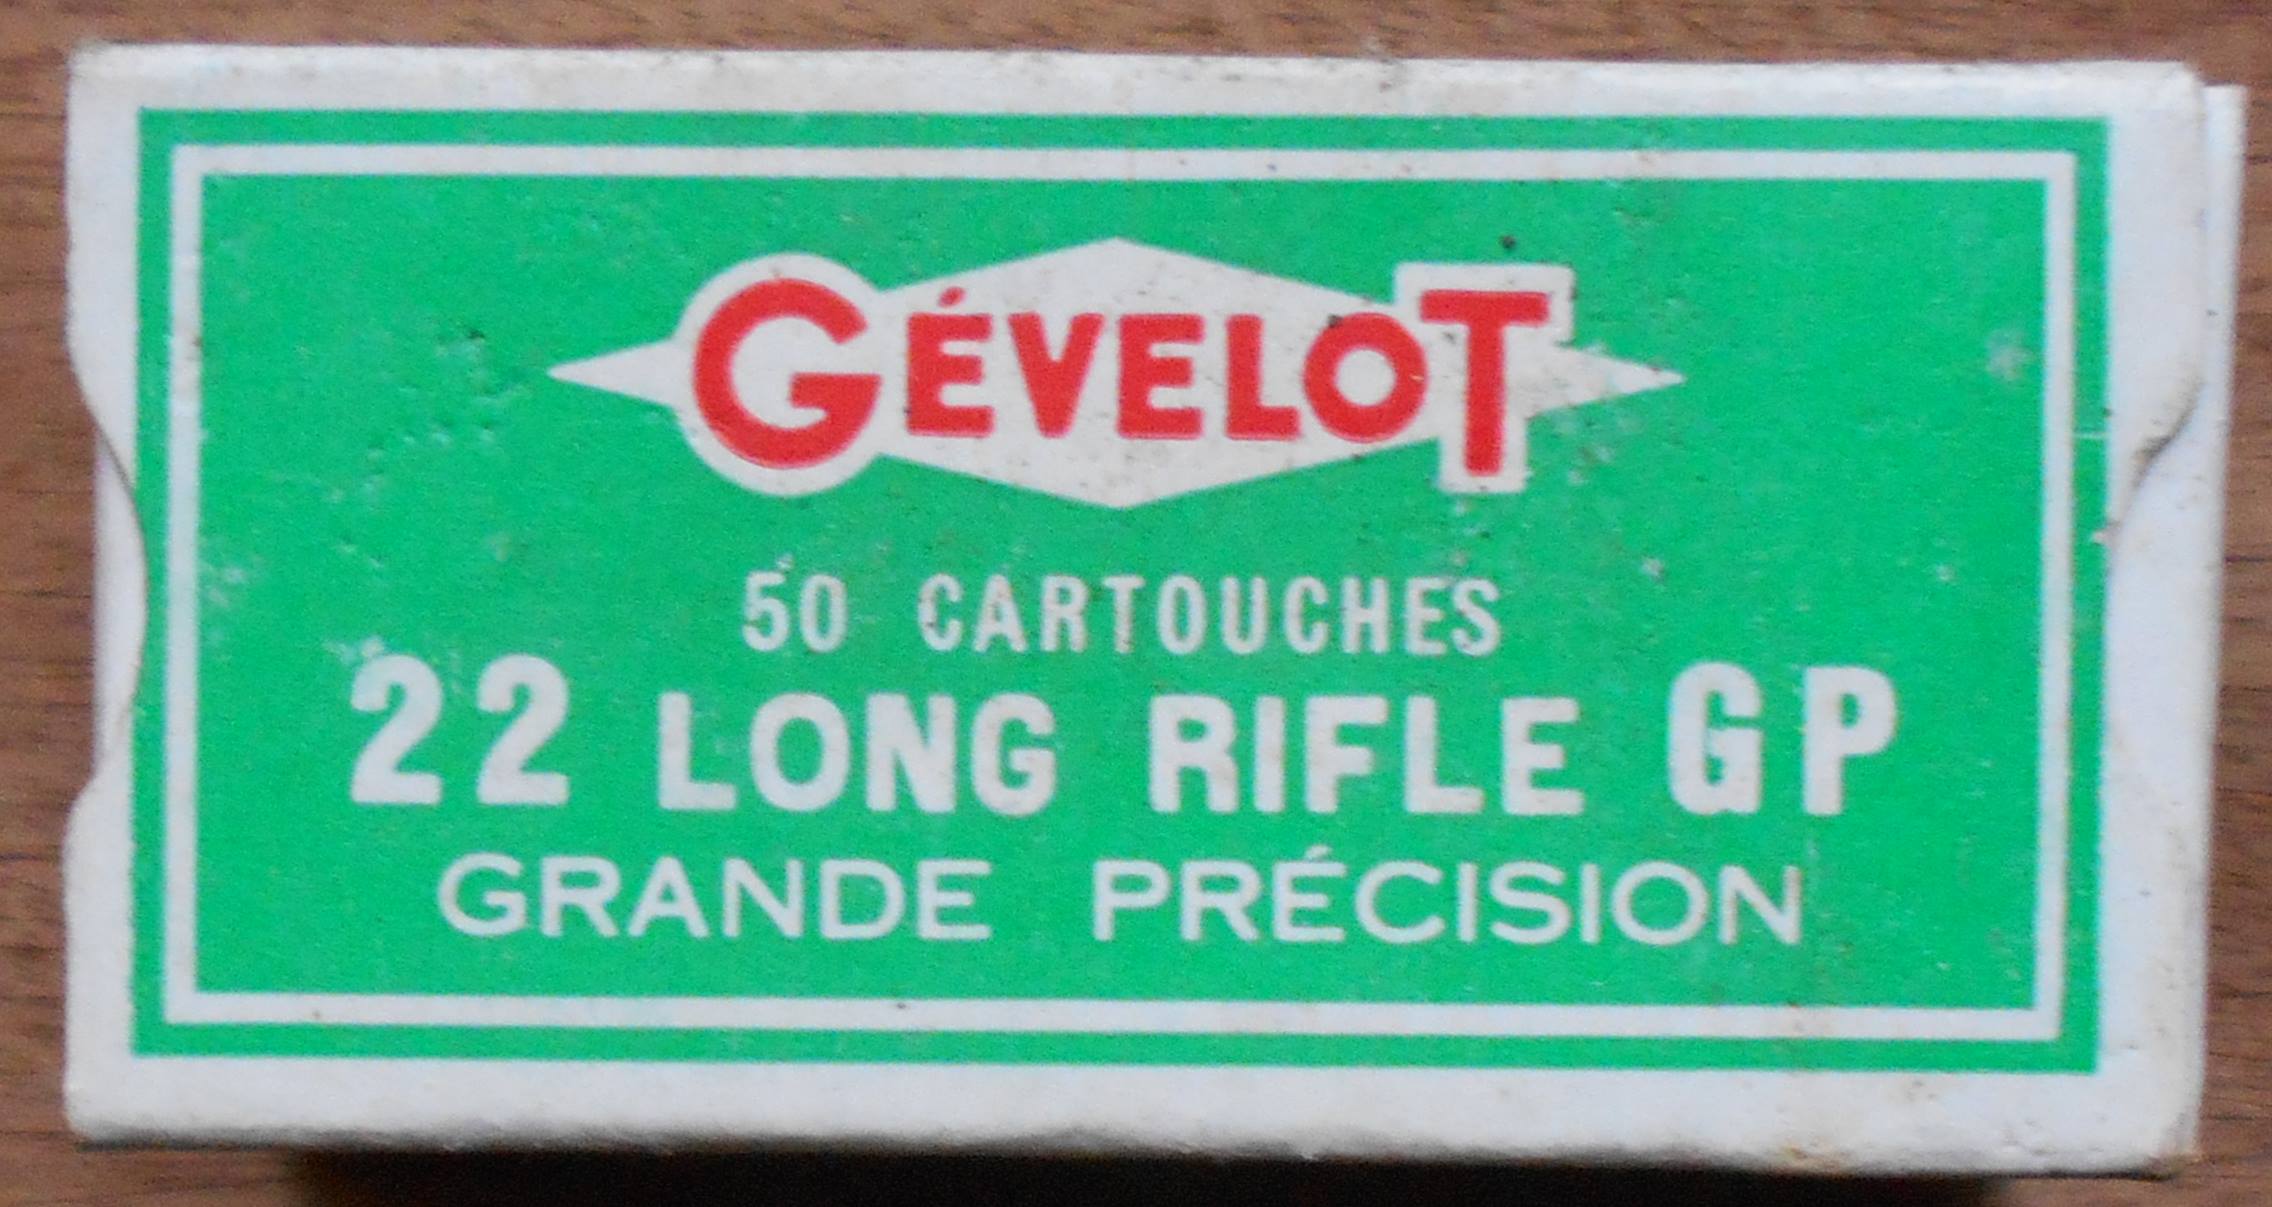 GÉVELOT
50 CARTOUCHES
22 LONG RIFLE GP
GRANDE PRÉCISION